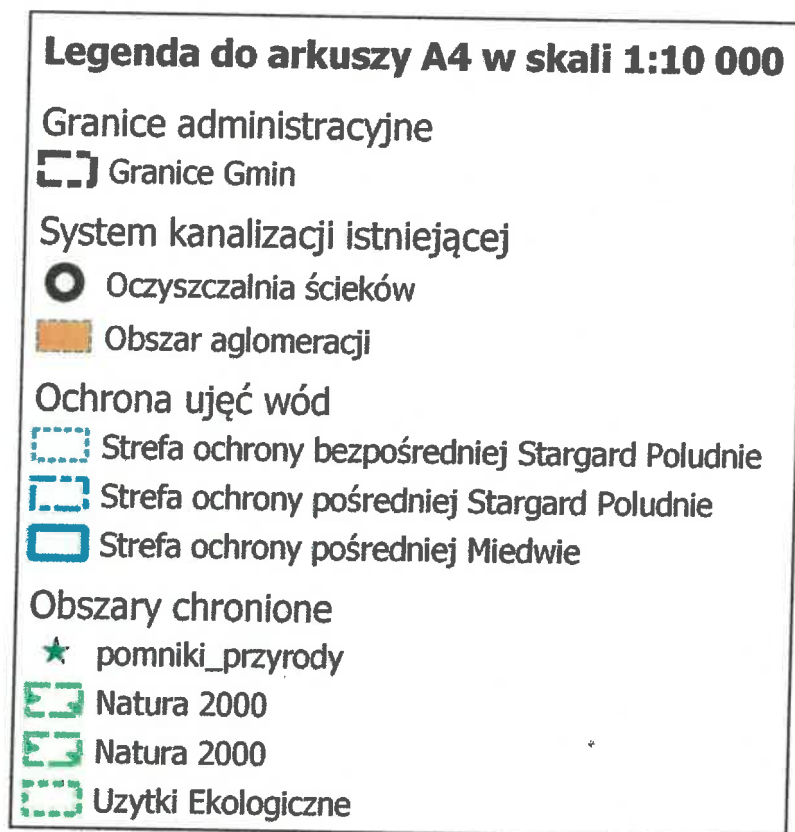 Legenda do arkuszy A4 w skali 1:10 000
Granice administracyjne
Granice Gmin
System kanalizacji istniejącej
Oczyszczalnia ścieków
Obszar aglomeracji
Ochrona ujęć wód
Strefa ochrony bezpośredniej Stargard Poludnie
Strefa ochrony pośredniej Stargard Poludnie
Strefa ochrony pośredniej Miedwie
Obszary chronione
pomniki_przyrody
Natura 2000
Natura 2000
Uzytki Ekologiczne